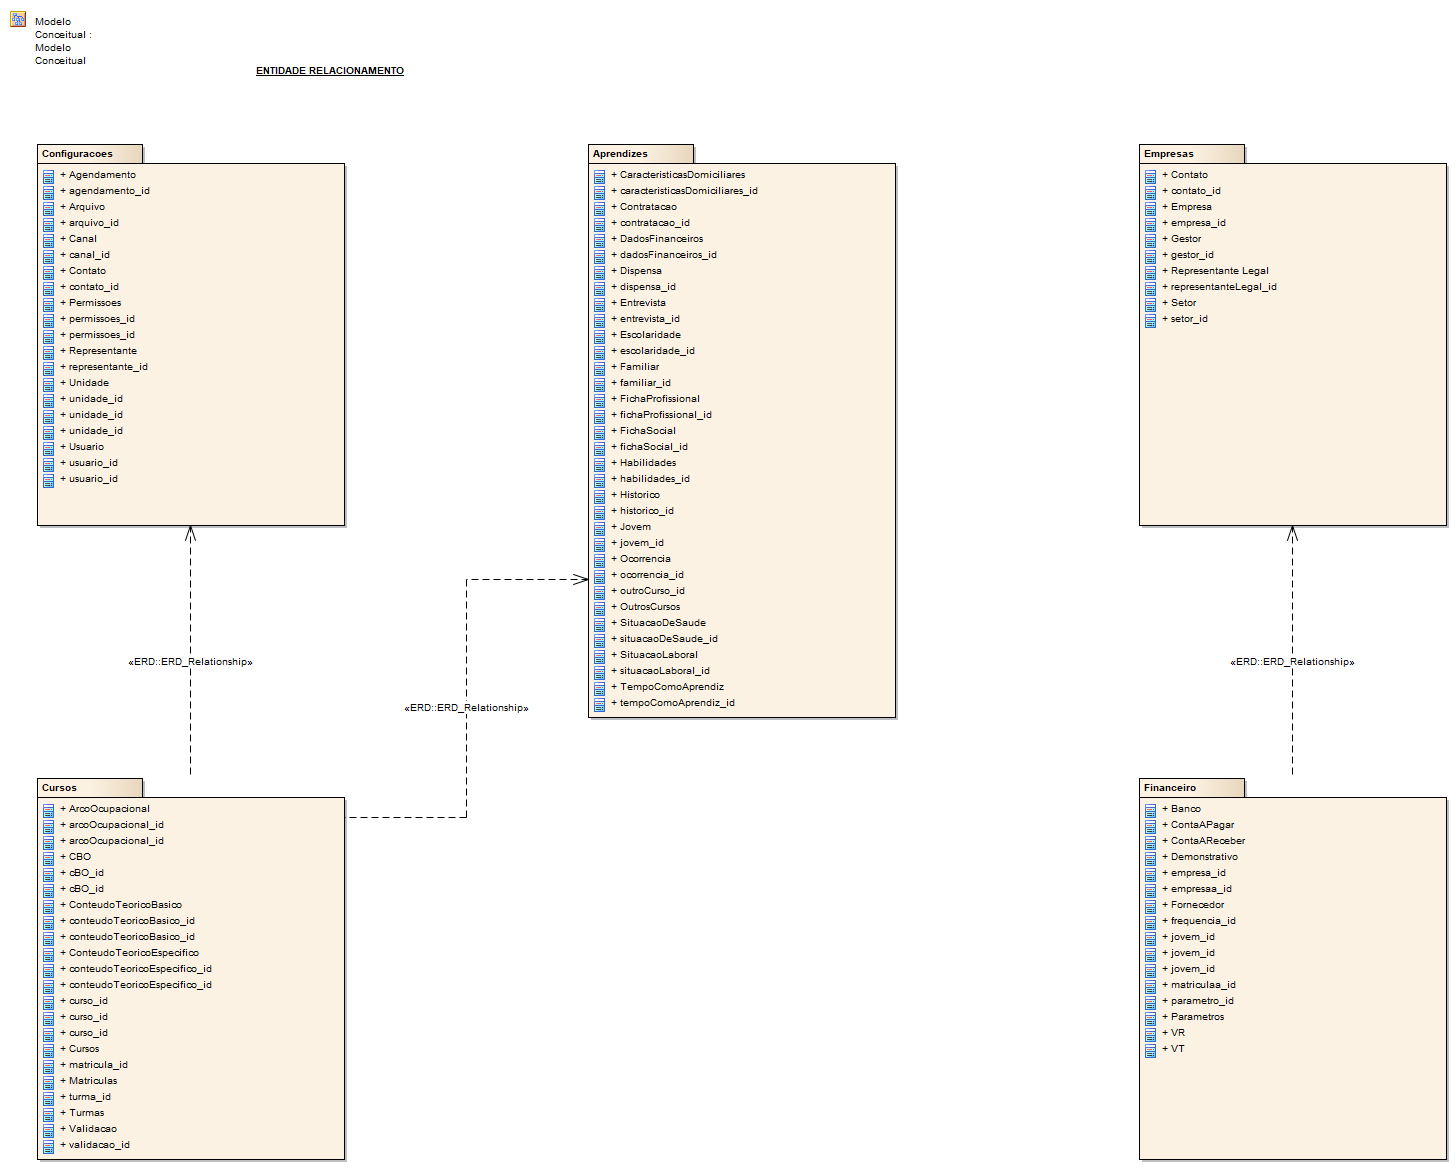 Modelo
Conceitual :
Modelo
Conceitual
ENTIDADE RELACIONAMENTO
Configuracoes
+ Agendamento
+ agendamento_id
+ Arquivo
+ arquivo_id
+ Canal
+ canal_id
+ Contato
+ contato_id
+ Permissoes
+ permissoes_id
+ permissoes_id
+ Representante
+ representante_id
+ Unidade
+ unidade_id
+ unidade_id
+ unidade_id
+ Usuario
+ usuario_id
+ usuario_id
Aprendizes
+ CaracteristicasDomiciliares
+ caracteristicasDomiciliares_id
+ Contratacao
+ contratacao_id
+ DadosFinanceiros
+ dadosFinanceiros_id
+ Dispensa
+ dispensa_id
+ Entrevista
+ entrevista_id
+ Escolaridade
+ escolaridade_id
+ Familiar
+ familiar_id
+ FichaProfissional
+ fichaProfissional_id
+ FichaSocial
+ fichaSocial_id
+ Habilidades
+ habilidades_id
+ Historico
+ historico_id
+ Jovem
+ jovem_id
+ Ocorrencia
+ ocorrencia_id
+ outroCurso_id
+ OutrosCursos
+ SituacaoDeSaude
+ situacaoDeSaude_id
+ SituacaoLaboral
+ situacaoLaboral_id
+ TempoComoAprendiz
+ tempoComoAprendiz_id
Empresas
+ Contato
+ contato_id
+ Empresa
+ empresa_id
+ Gestor
+ gestor_id
+ Representante Legal
+ representanteLegal_id
+ Setor
+ setor_id
«ERD::ERD_Relationship»
«ERD::ERD_Relationship»
«ERD::ERD_Relationship»
Cursos
+ ArcoOcupacional
+ arcoOcupacional_id
+ arcoOcupacional_id
+ CBO
+ cBO_id
+ cBO_id
+ ConteudoTeoricoBasico
+ conteudoTeoricoBasico_id
+ conteudoTeoricoBasico_id
+ ConteudoTeoricoEspecifico
+ conteudoTeoricoEspecifico_id
+ conteudoTeoricoEspecifico_id
+ curso_id
+ curso_id
+ curso_id
+ Cursos
+ matricula_id
+ Matriculas
+ turma_id
+ Turmas
+ Validacao
+ validacao_id
Financeiro
+ Banco
+ ContaAPagar
+ ContaAReceber
+ Demonstrativo
+ empresa_id
+ empresaa_id
+ Fornecedor
+ frequencia_id
+ jovem_id
+ jovem_id
+ jovem_id
+ matriculaa_id
+ parametro_id
+ Parametros
+ VR
+ VT